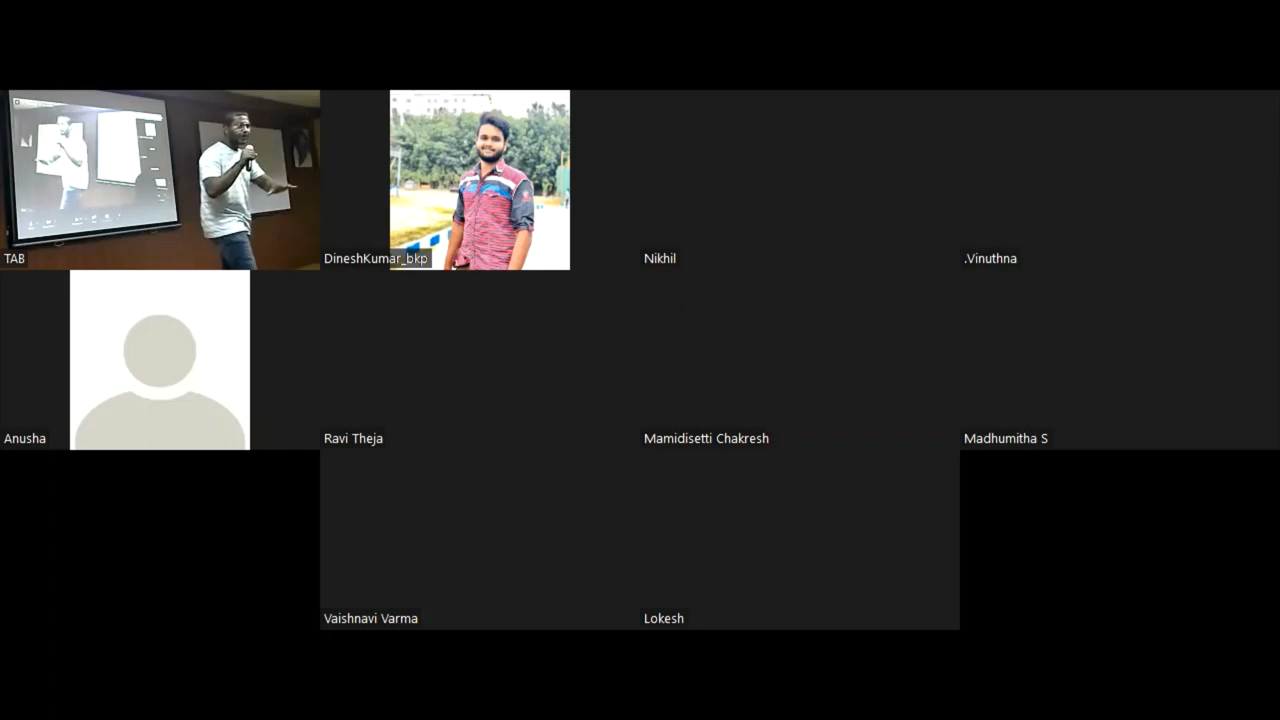 TAB
DineshKumar_bkp
Nikhil
.Vinuthna
Anusha
Ravi Theja
Mamidisetti Chakresh
Madhumitha S
Vaishnavi Varma
Lokesh